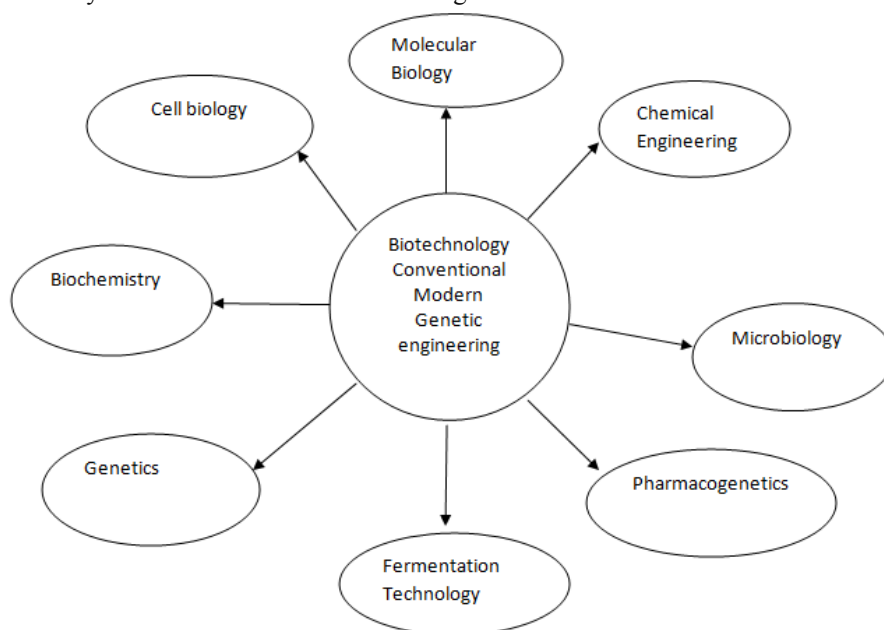 Molecular
Biology
Cell biology
Chemical
Engineering
Biotechnology
Conventional
Modern
Genetic
engineering
Biochemistry
Microbiology
Genetics
Pharmacogenetics
Fermentation
Technology